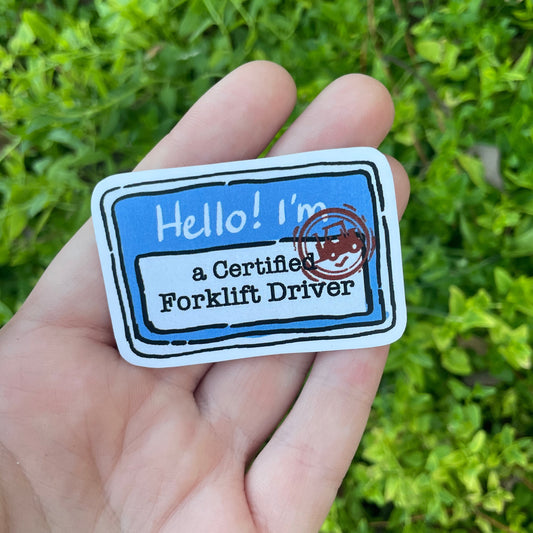 Hello! I'm
a Certified
Forklift Driver